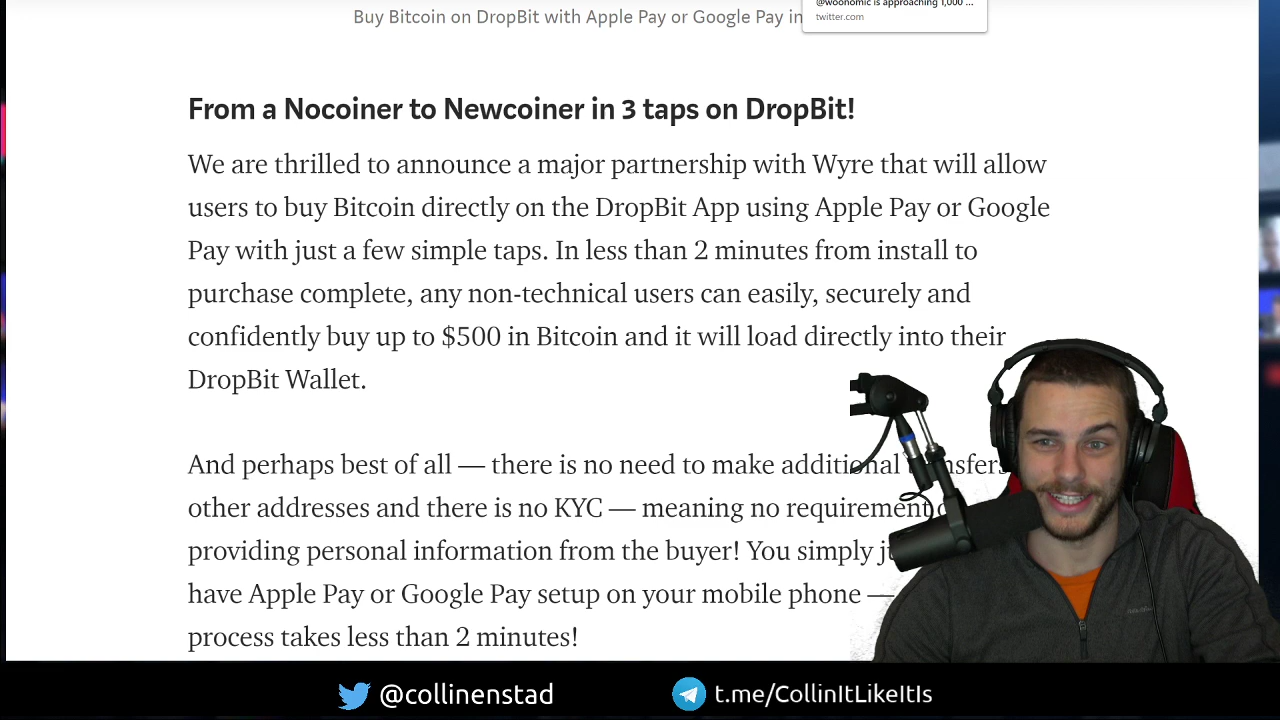 @woonomic is approaching 1,000 ...
twitter.com
Buy Bitcoin on DropBit with Apple Pay or Google Pay in
From a Nocoiner to Newcoiner in 3 taps on DropBit!
We are thrilled to announce a major partnership with Wyre that will allow
users to buy Bitcoin directly on the DropBit App using Apple Pay or Google
Pay with just a few simple taps. In less than 2 minutes from install to
purchase complete, any non-technical users can easily, securely and
confidently buy up to $500 in Bitcoin and it will load directly into their
DropBit Wallet.
And perhaps best of all — there is no need to make additional
other addresses and there is no KYC — meaning no requirement
providing personal information from the buyer! You simply
have Apple Pay or Google Pay setup on your mobile phone —
process takes less than 2 minutes!
@collinenstad
t.me/CollinItLikeItIs